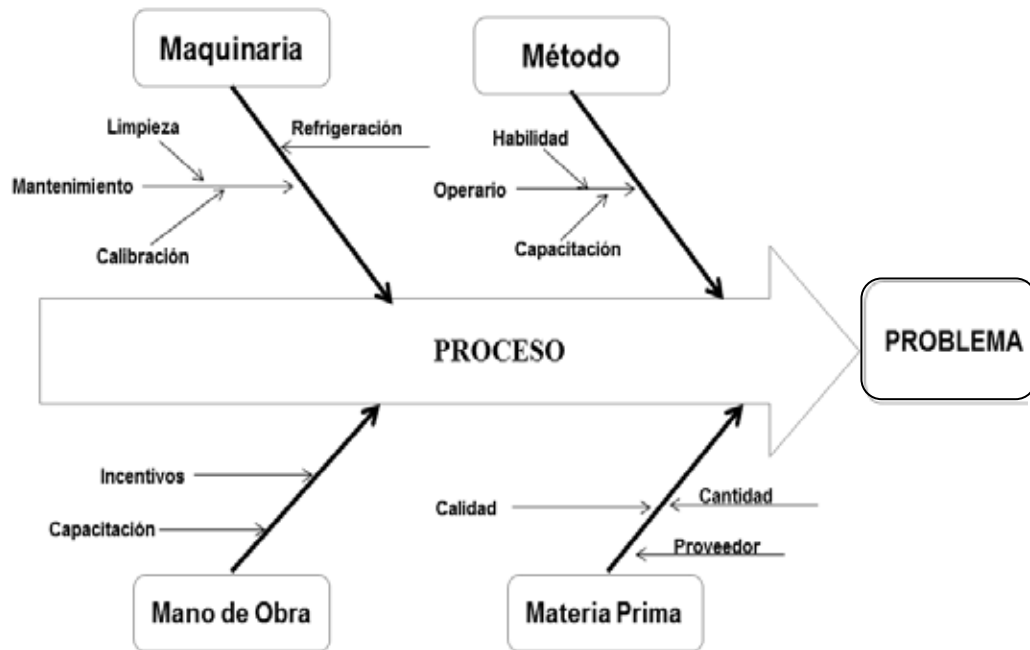 Maquinaria
Método
Limpieza
Refrigeración
Habilidad
Mantenimiento
Operario
Calibración
Capacitación
PROCESO
PROBLEMA
Incentivos
Capacitación
Calidad
Cantidad
Proveedor
Mano de Obra
Materia Prima